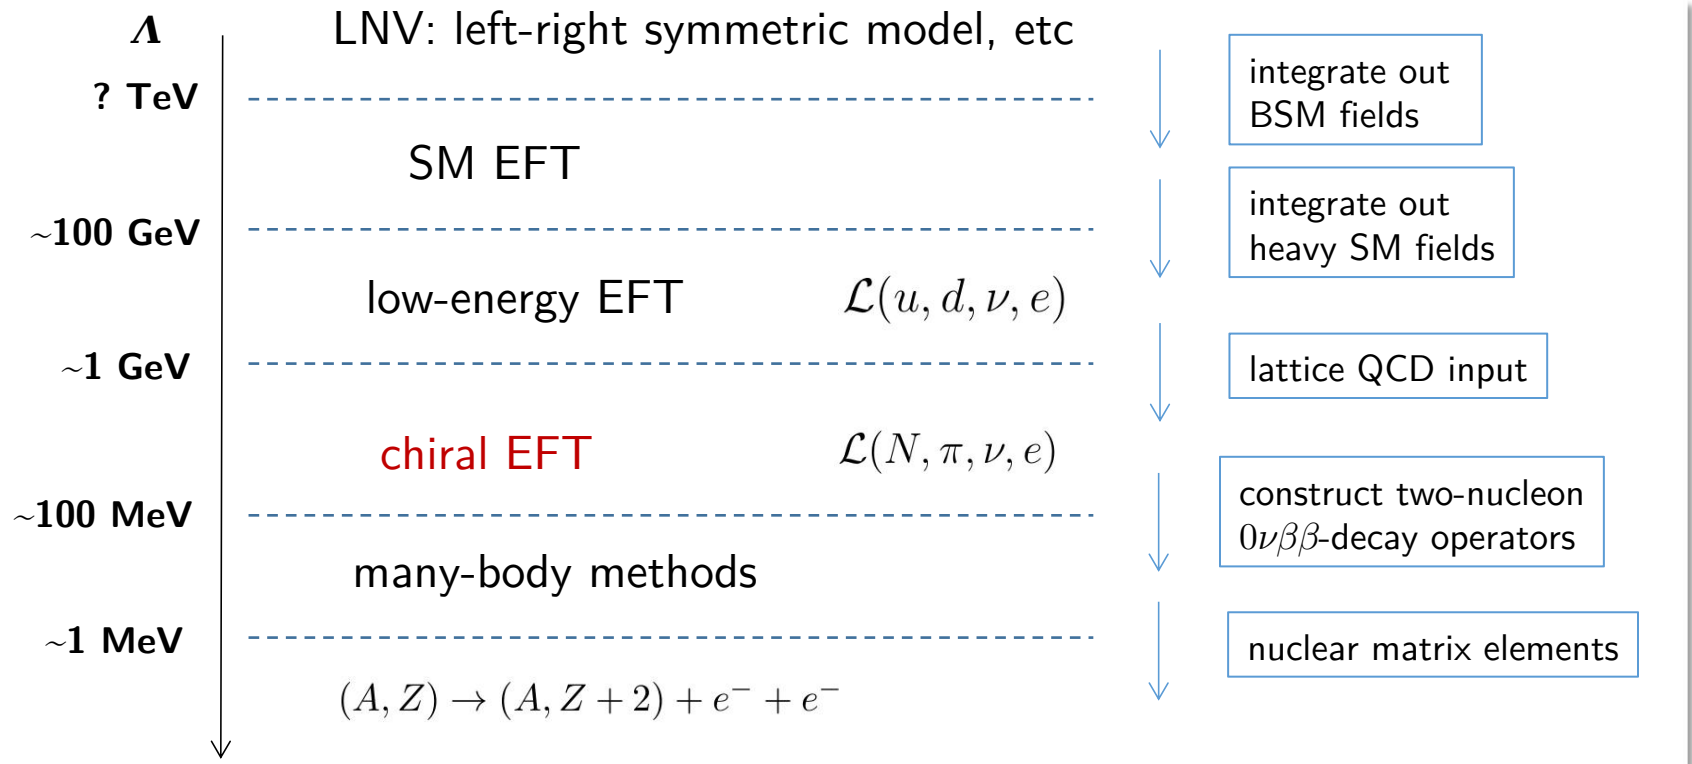 Λ
LNV: left-right symmetric model, etc
? TeV
integrate out
BSM fields
SM EFT
~100 GeV
integrate out
heavy SM fields
low-energy EFT
ℒ(u, d, ν, e)
~1 GeV
lattice QCD input
chiral EFT
ℒ(N, π, ν, e)
~100 MeV
construct two-nucleon
0νββ-decay operators
many-body methods
~1 MeV
nuclear matrix elements
(A, Z) → (A, Z + 2) + e⁻ + e⁻